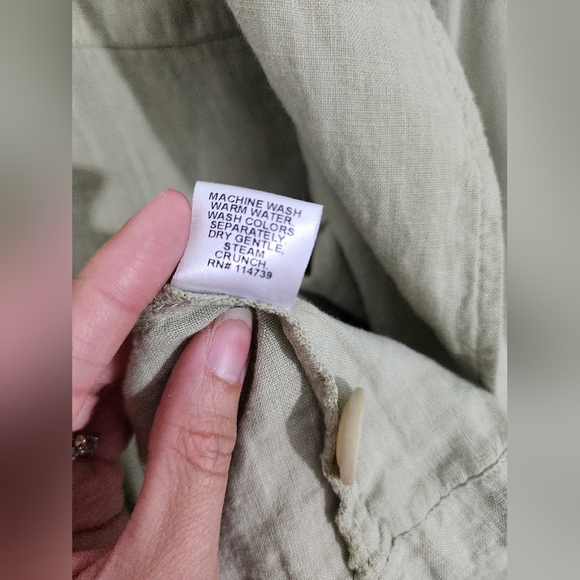 MACHINE WASH
WARM WATER
WASH COLORS
SEPARATELY.
DRY GENTLE,
STEAM
CRUNCH,
RN# 114739